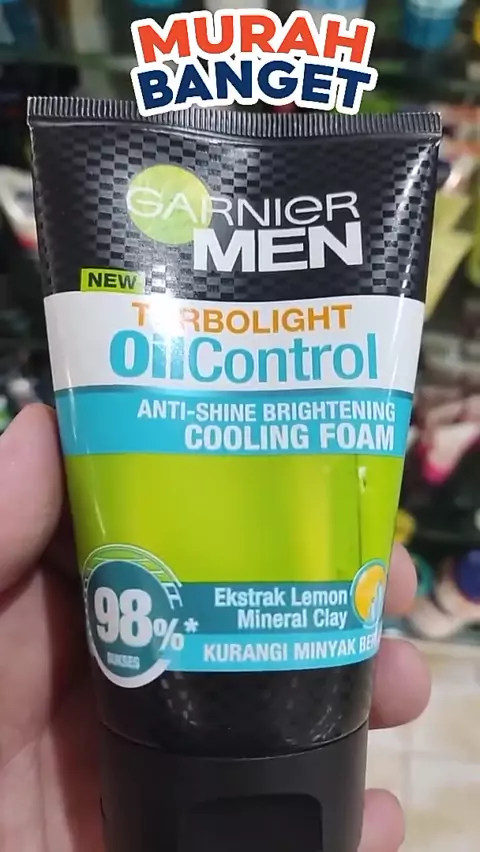 MURAH
BANGET
GARNIER
MEN
NEW
TURBOLIGHT
OilControl
ANTI-SHINE BRIGHTENING
COOLING FOAM
98%*
SUKSES
Ekstrak Lemon
Mineral Clay
KURANGI MINYAK